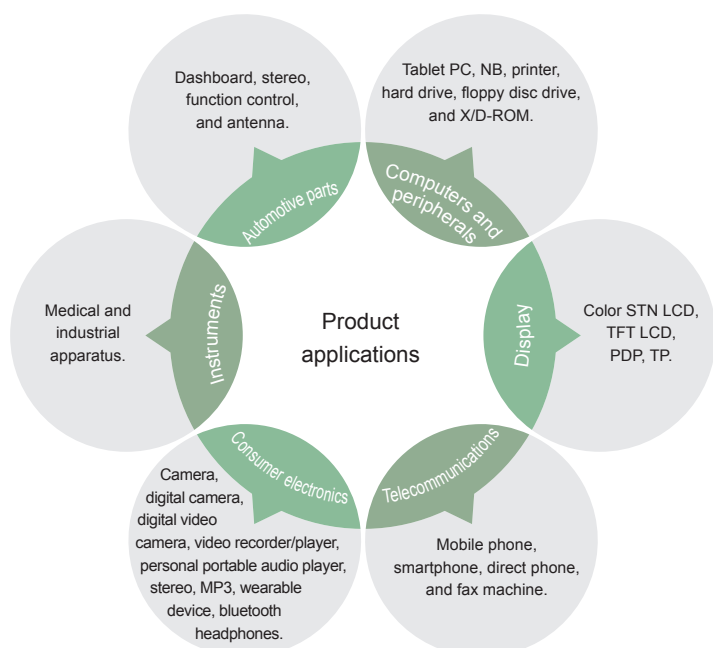 Dashboard, stereo,
function control,
and antenna.
Automotive parts
Tablet PC, NB, printer,
hard drive, floppy disc drive,
and X/D-ROM.
Computers and
peripherals
Medical and
industrial
apparatus.
Instruments
Product
applications
Display
Color STN LCD,
TFT LCD,
PDP, TP.
Consumer electronics
Camera,
digital camera,
digital video
camera, video recorder/player,
personal portable audio player,
stereo, MP3, wearable
device, bluetooth
headphones.
Telecommunications
Mobile phone,
smartphone, direct phone,
and fax machine.